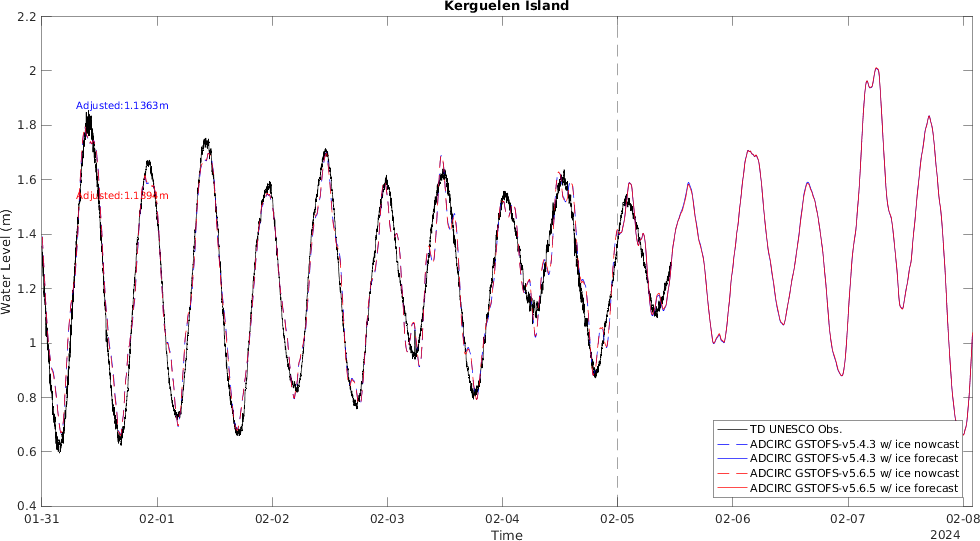 Kerguelen Island
2.2
2
1.8
1.6
1.4
1.2
1
0.8
0.6
0.4
Water Level (m)
Adjusted:1.1363m
Adjusted:1.1394m
TD UNESCO Obs.
ADCIRC GSTOFS-v5.4.3 w/ ice nowcast
ADCIRC GSTOFS-v5.4.3 w/ ice forecast
ADCIRC GSTOFS-v5.6.5 w/ ice nowcast
ADCIRC GSTOFS-v5.6.5 w/ ice forecast
01-31 02-01 02-02 02-03 02-04 02-05 02-06 02-07 02-08
Time
2024